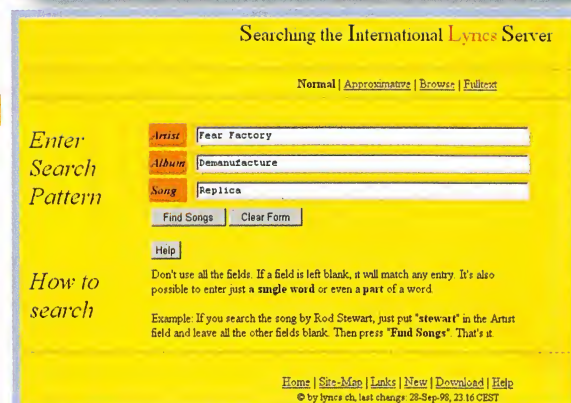 Searching the International Lyrics Server
Normal | Approximative | Browse | Fulltext
Enter Search Pattern
Artist Fear Factory
Album Demanufacture
Song Replica
Find Songs Clear Form
Help
How to search
Don't use all the fields. If a field is left blank, it will match any entry. It's also
possible to enter just a single word or even a part of a word.
Example: If you search the song by Rod Stewart, just put "stewart" in the Artist
field and leave all the other fields blank. Then press "Find Songs". That's it.
Home | Site-Map | Links | New | Download | Help
© by lyrics.ch, last change: 28-Sep-98, 23:16 CEST